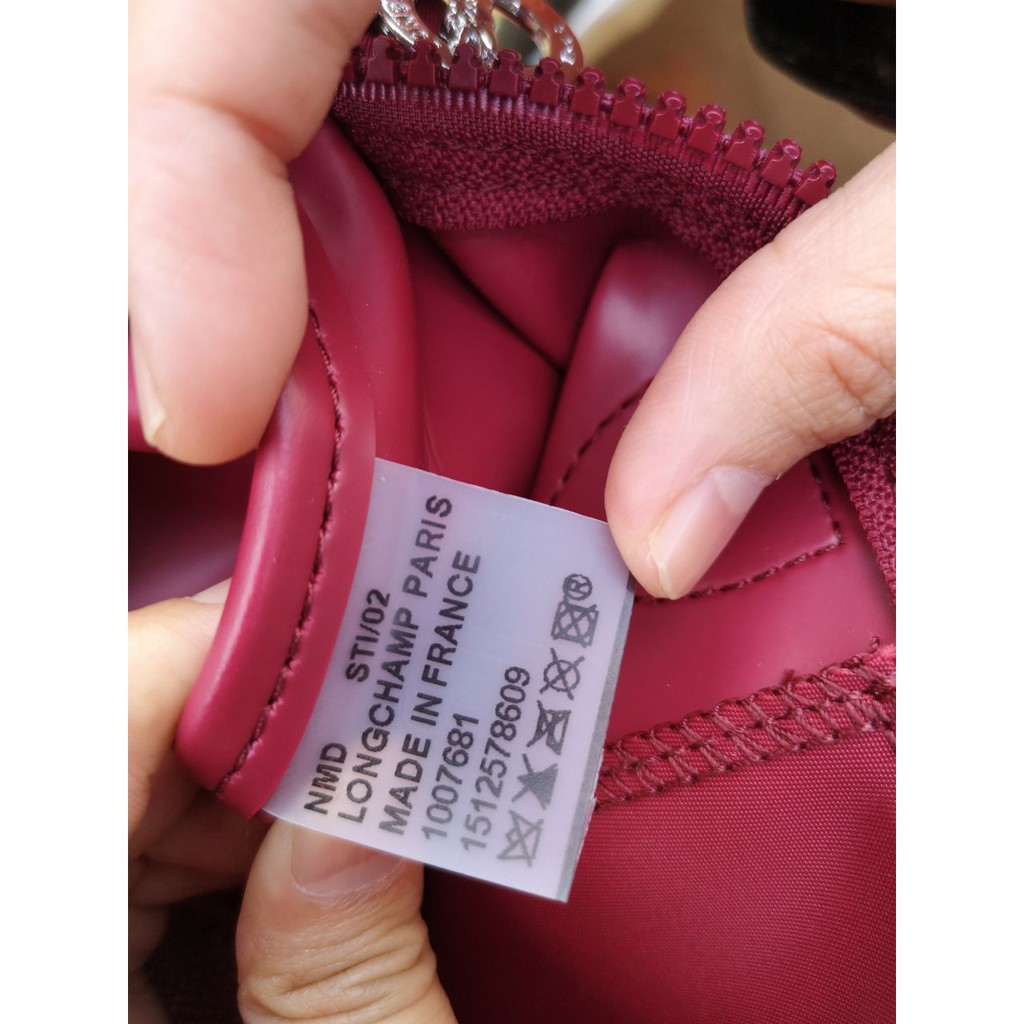 NMD STI/02
LONGCHAMP PARIS
MADE IN FRANCE
1007681
1512578609
®